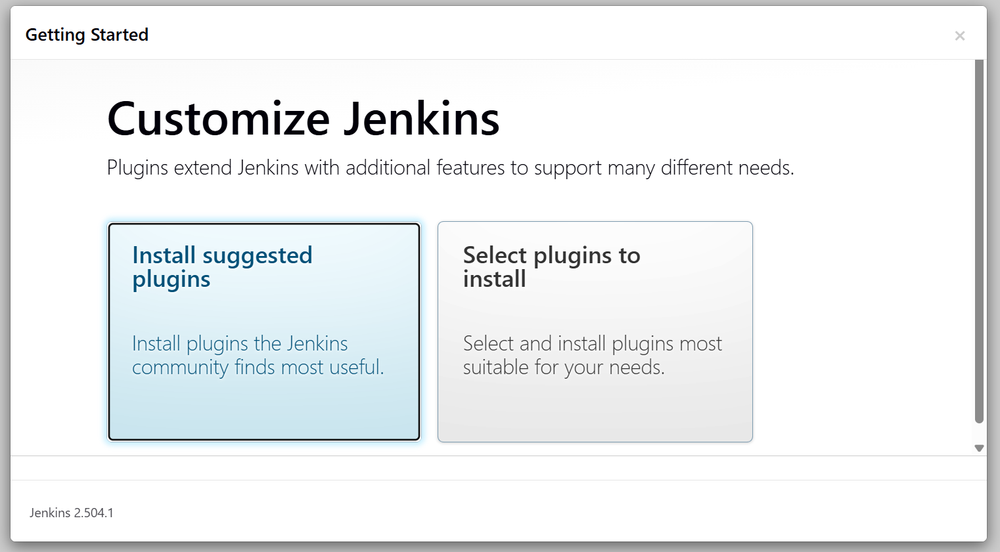 Getting Started
×
Customize Jenkins
Plugins extend Jenkins with additional features to support many different needs.
Install suggested
plugins
Install plugins the Jenkins
community finds most useful.
Select plugins to
install
Select and install plugins most
suitable for your needs.
Jenkins 2.504.1